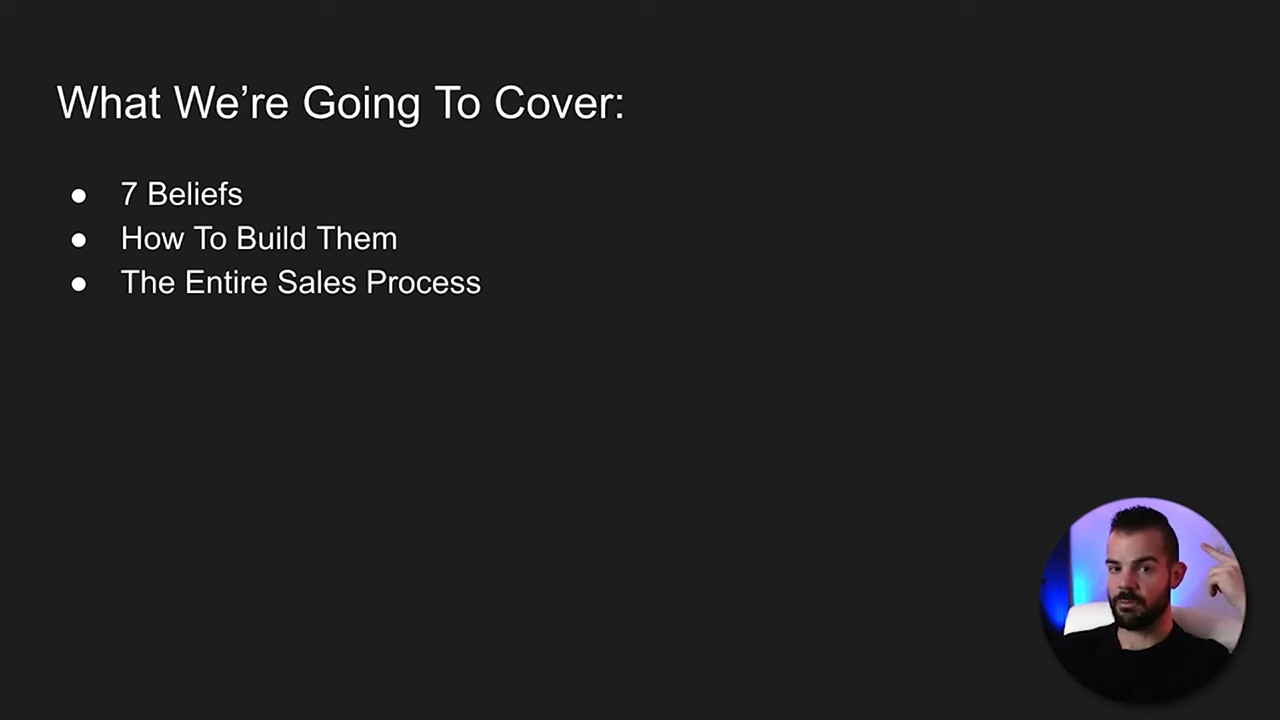 What We’re Going To Cover:
● 7 Beliefs
● How To Build Them
● The Entire Sales Process